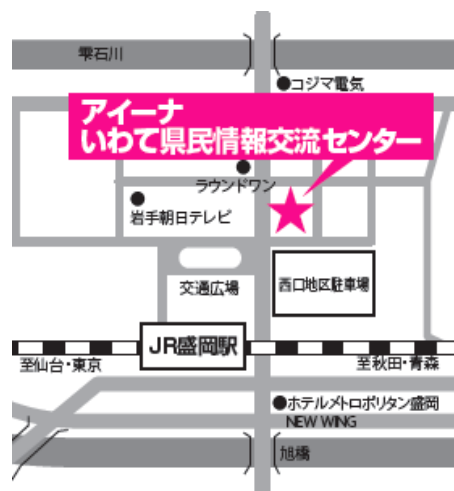 雫石川
コジマ電気
アイーナ
いわて県民情報交流センター
ラウンドワン
岩手朝日テレビ
交通広場
西口地区駐車場
JR盛岡駅
至仙台・東京
至秋田・青森
ホテルメトロポリタン盛岡
NEW WING
旭橋